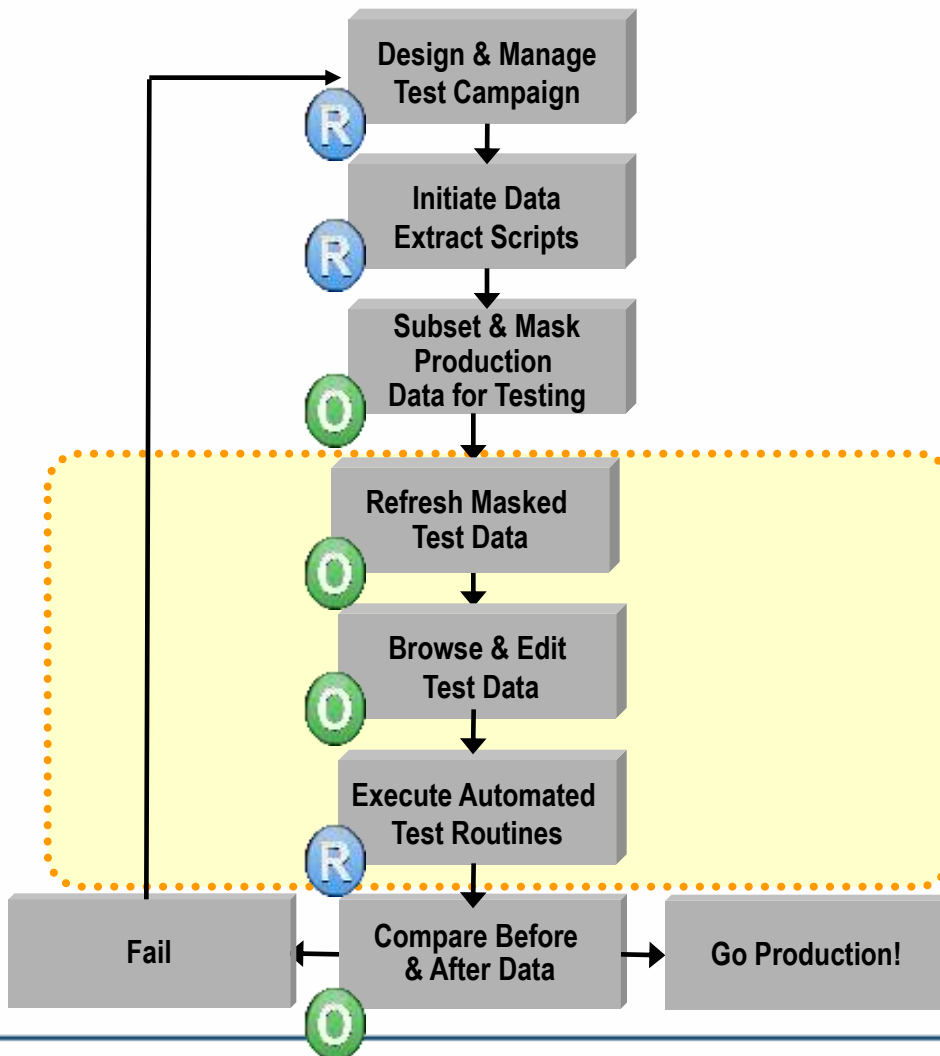 Design & Manage
Test Campaign
R
Initiate Data
Extract Scripts
R
Subset & Mask
Production
Data for Testing
O
Refresh Masked
Test Data
O
Browse & Edit
Test Data
O
Execute Automated
Test Routines
R
Fail
Compare Before
& After Data
O
Go Production!